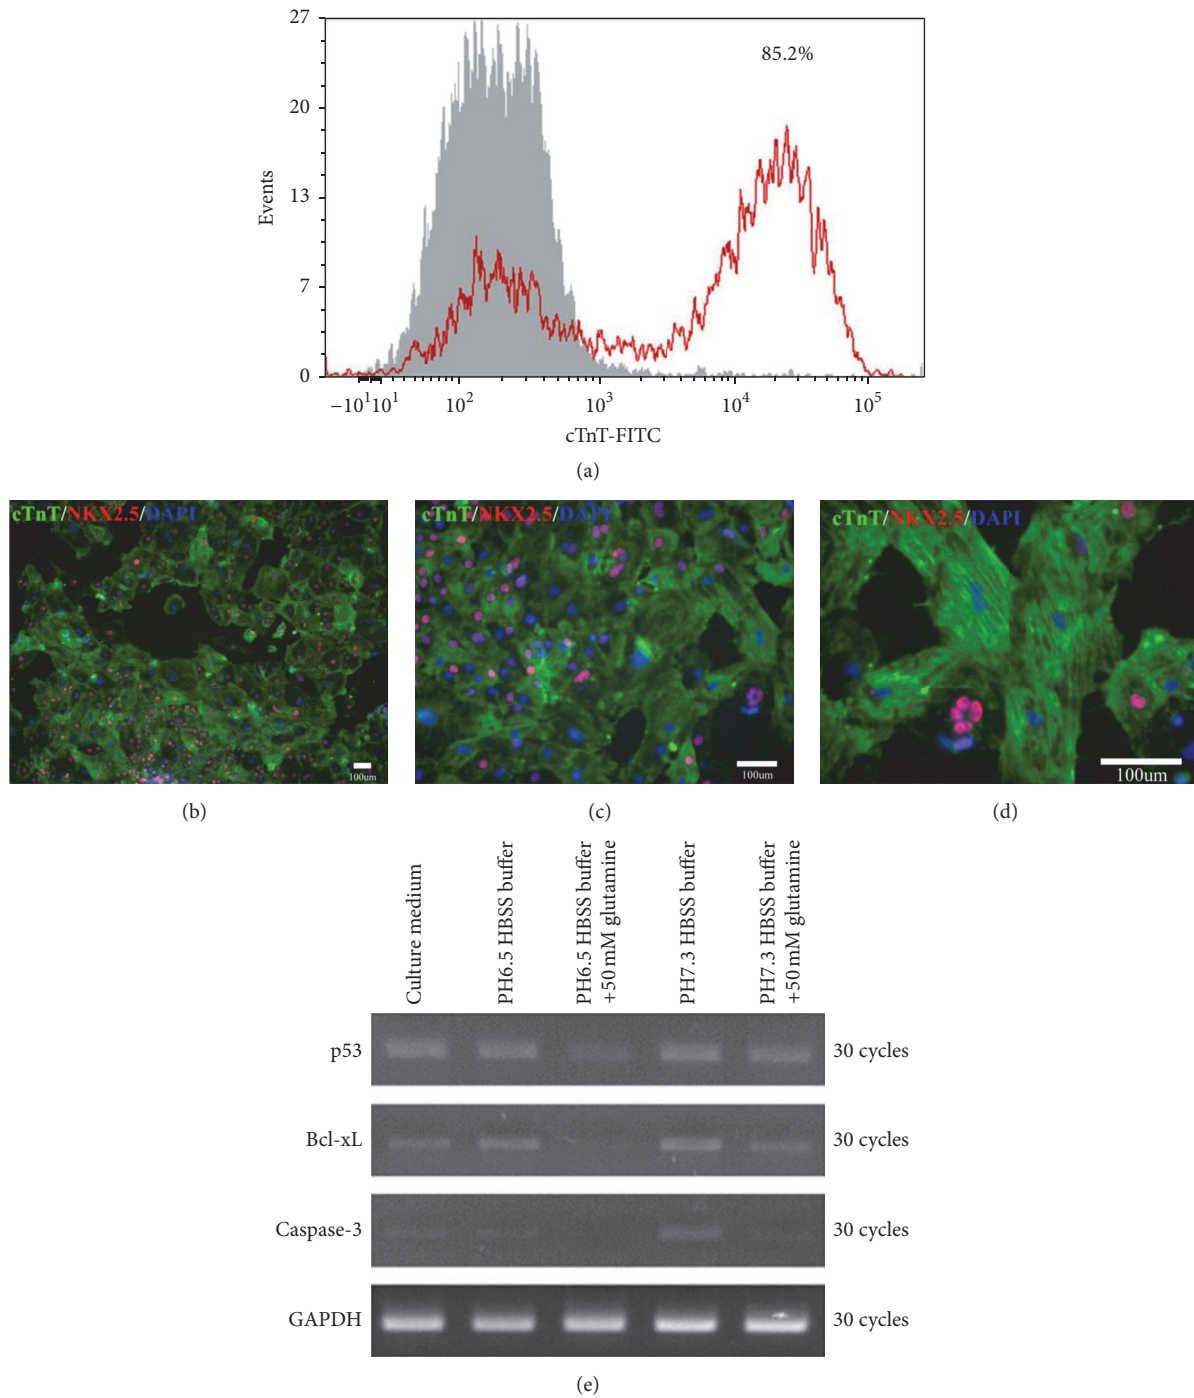 27
20
13
7
0
Events
85.2%
−10¹10¹ 10² 10³ 10⁴ 10⁵
cTnT-FITC
(a)
cTnT/NKX2.5/DAPI
100um
(b)
cTnT/NKX2.5/DAPI
100um
(c)
cTnT/NKX2.5/DAPI
100um
(d)
Culture medium
PH6.5 HBSS buffer
PH6.5 HBSS buffer
+50 mM glutamine
PH7.3 HBSS buffer
PH7.3 HBSS buffer
+50 mM glutamine
p53 30 cycles
Bcl-xL 30 cycles
Caspase-3 30 cycles
GAPDH 30 cycles
(e)